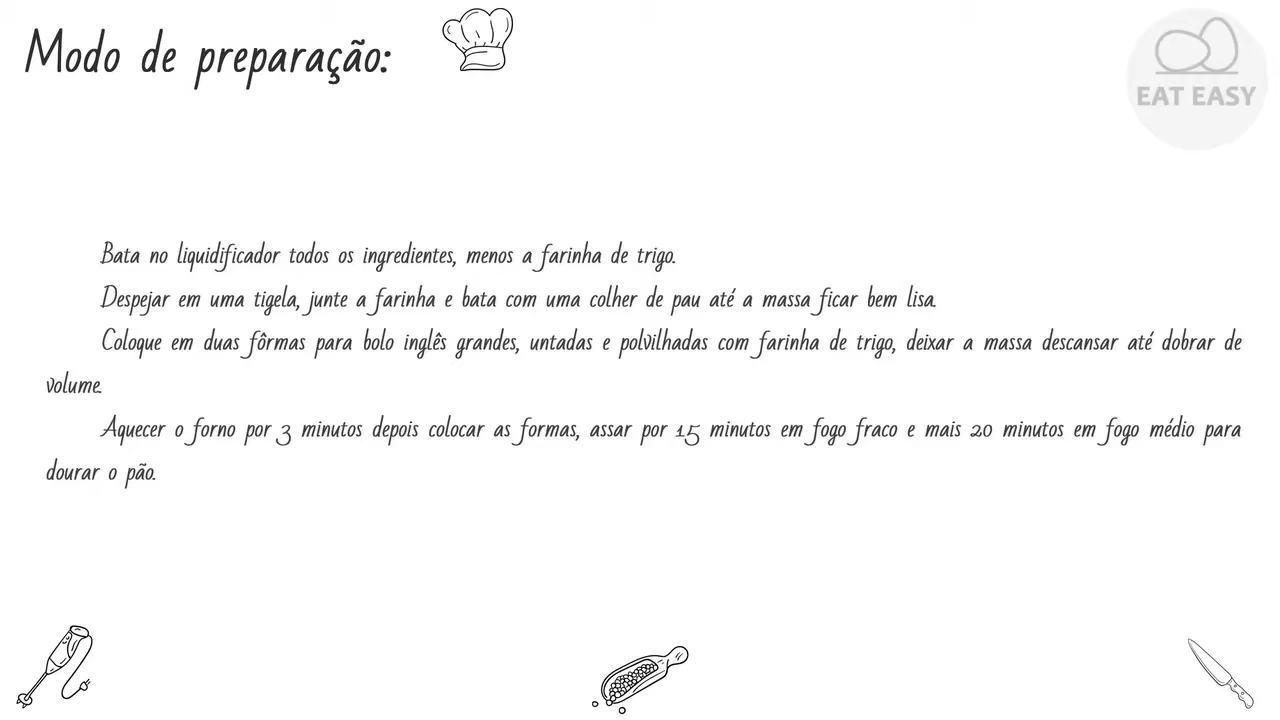 Modo de preparação:
EAT EASY
Bata no liquidificador todos os ingredientes, menos a farinha de trigo.
Despejar em uma tigela, junte a farinha e bata com uma colher de pau até a massa ficar bem lisa.
Coloque em duas fôrmas para bolo inglês grandes, untadas e polvilhadas com farinha de trigo, deixar a massa descansar até dobrar de
volume.
Aquecer o forno por 3 minutos depois colocar as formas, assar por 15 minutos em fogo fraco e mais 20 minutos em fogo médio para
dourar o pão.